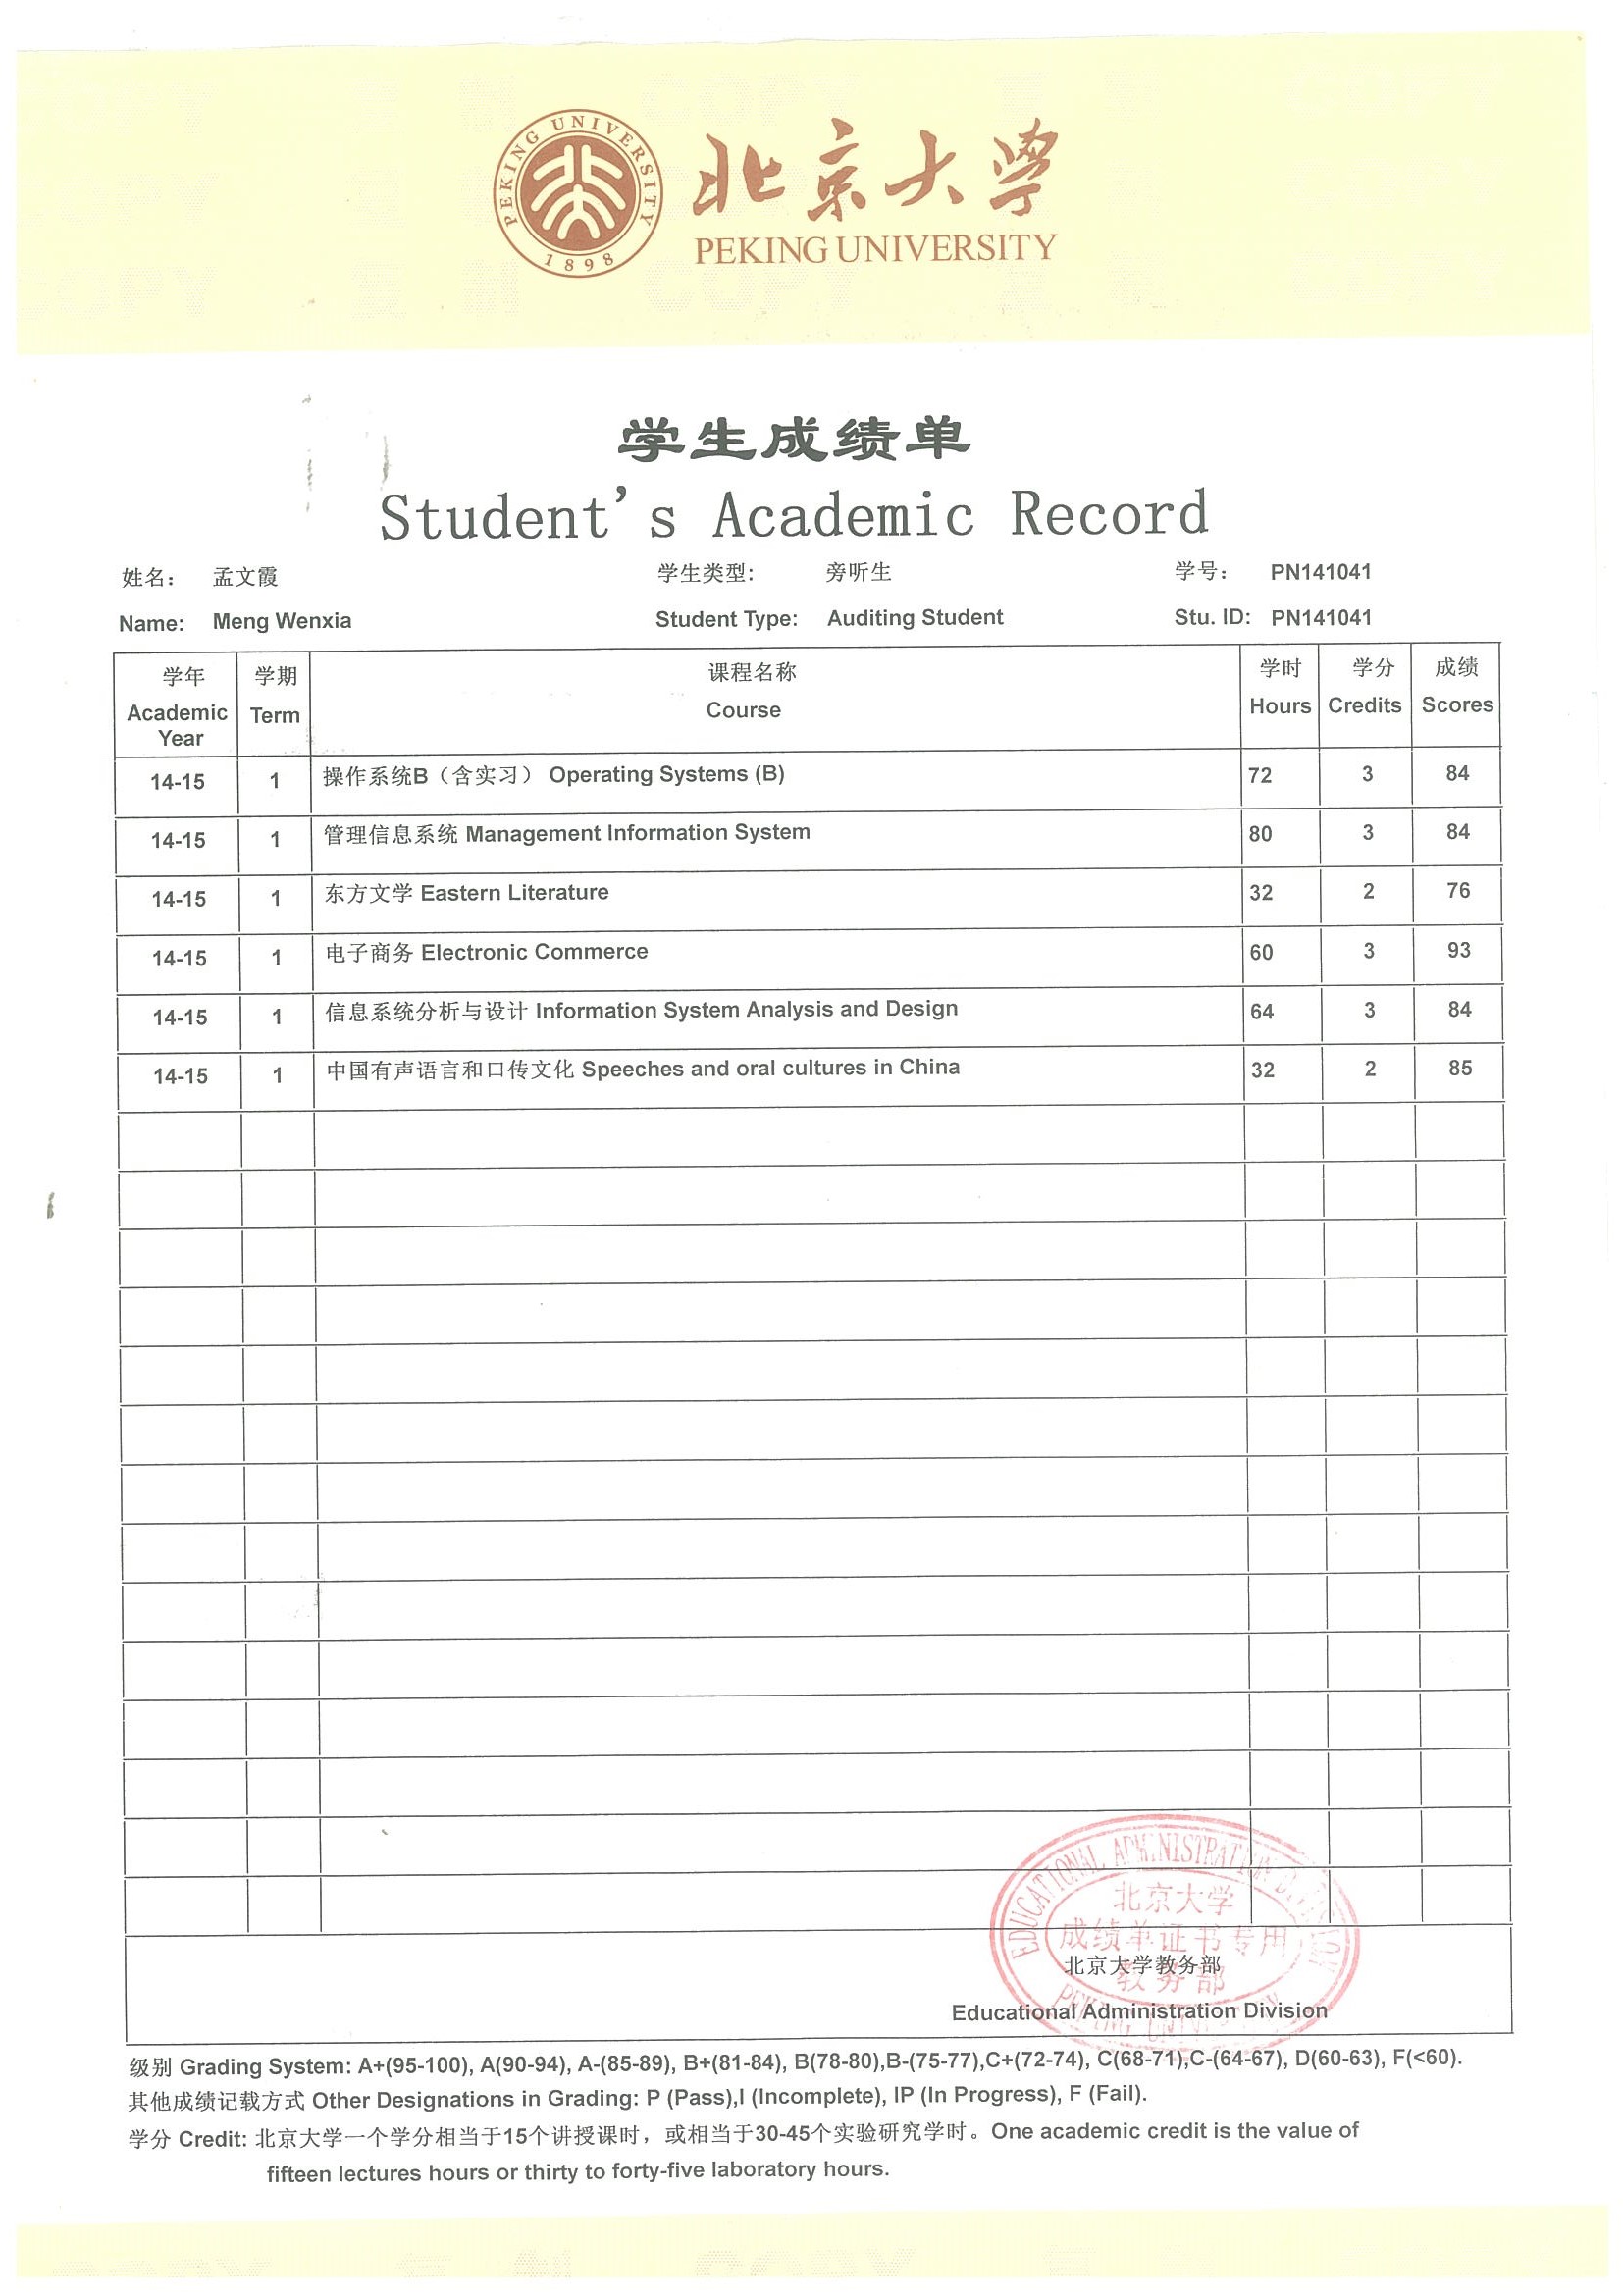 PEKING UNIVERSITY
1898
北京大学
PEKING UNIVERSITY
学生成绩单
Student's Academic Record
姓名： 孟文霞 学生类型: 旁听生 学号： PN141041
Name: Meng Wenxia Student Type: Auditing Student Stu. ID: PN141041
学年 学期 课程名称 学时 学分 成绩
Academic Year Term Course Hours Credits Scores
14-15 1 操作系统B（含实习） Operating Systems (B) 72 3 84
14-15 1 管理信息系统 Management Information System 80 3 84
14-15 1 东方文学 Eastern Literature 32 2 76
14-15 1 电子商务 Electronic Commerce 60 3 93
14-15 1 信息系统分析与设计 Information System Analysis and Design 64 3 84
14-15 1 中国有声语言和口传文化 Speeches and oral cultures in China 32 2 85
EDUCATIONAL ADMINISTRATION DIVISION
北京大学
成绩单证书专用
教务部
PEKING UNIVERSITY
北京大学教务部
Educational Administration Division
级别 Grading System: A+(95-100), A(90-94), A-(85-89), B+(81-84), B(78-80),B-(75-77),C+(72-74), C(68-71),C-(64-67), D(60-63), F(<60).
其他成绩记载方式 Other Designations in Grading: P (Pass),I (Incomplete), IP (In Progress), F (Fail).
学分 Credit: 北京大学一个学分相当于15个讲授课时，或相当于30-45个实验研究学时。One academic credit is the value of
fifteen lectures hours or thirty to forty-five laboratory hours.